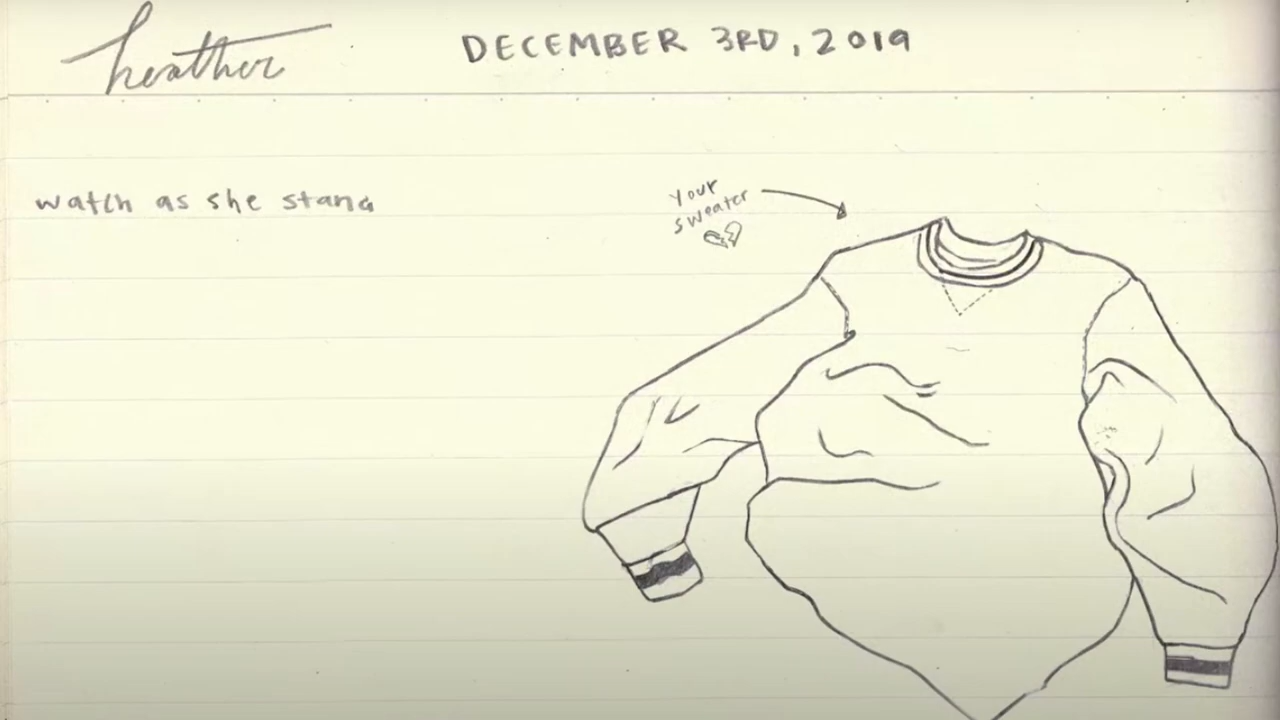 heather
DECEMBER 3RD, 2019
watch as she stand
your
sweater